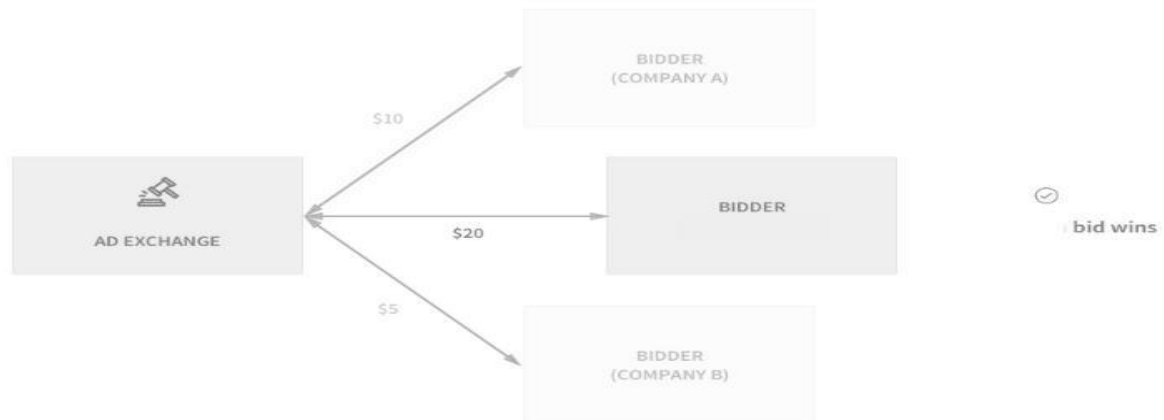 BIDDER
(COMPANY A)
$10
AD EXCHANGE
$20
BIDDER
bid wins
$5
BIDDER
(COMPANY B)